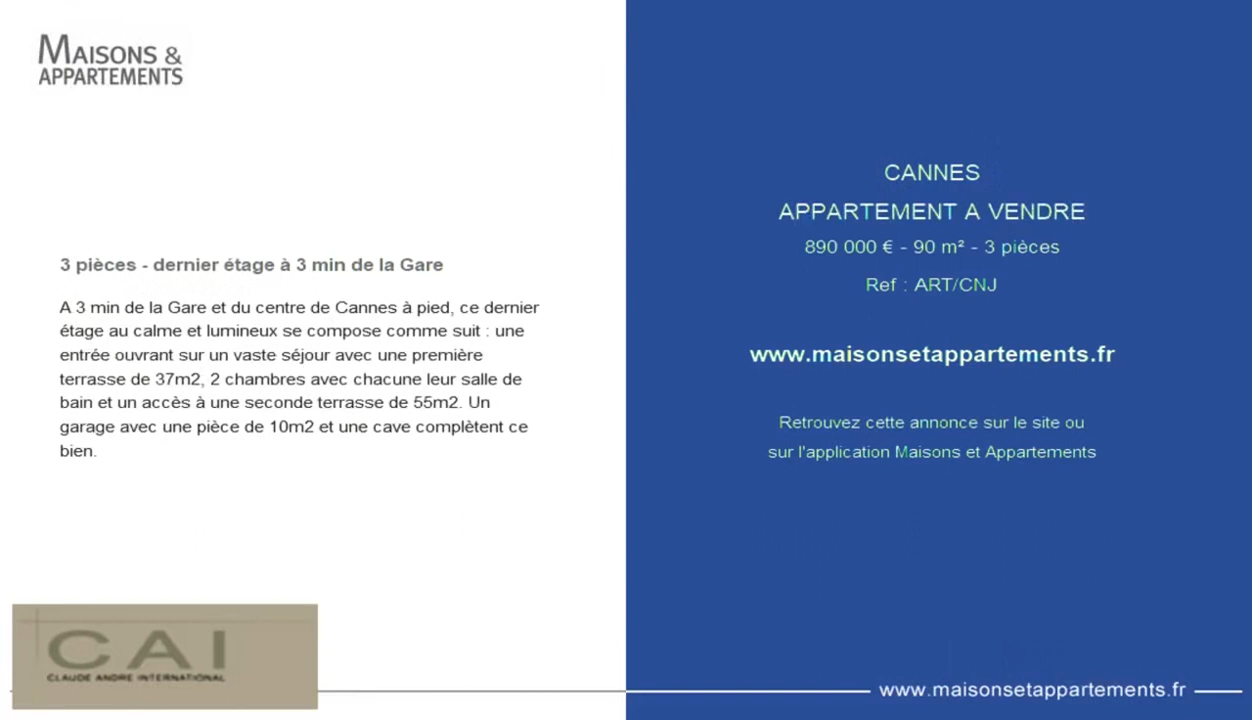 MAISONS &
APPARTEMENTS
3 pièces - dernier étage à 3 min de la Gare
A 3 min de la Gare et du centre de Cannes à pied, ce dernier
étage au calme et lumineux se compose comme suit : une
entrée ouvrant sur un vaste séjour avec une première
terrasse de 37m2, 2 chambres avec chacune leur salle de
bain et un accès à une seconde terrasse de 55m2. Un
garage avec une pièce de 10m2 et une cave complètent ce
bien.
CAI
CLAUDE ANDRE INTERNATIONAL
CANNES
APPARTEMENT A VENDRE
890 000 € - 90 m² - 3 pièces
Ref : ART/CNJ
www.maisonsetappartements.fr
Retrouvez cette annonce sur le site ou
sur l'application Maisons et Appartements
www.maisonsetappartements.fr